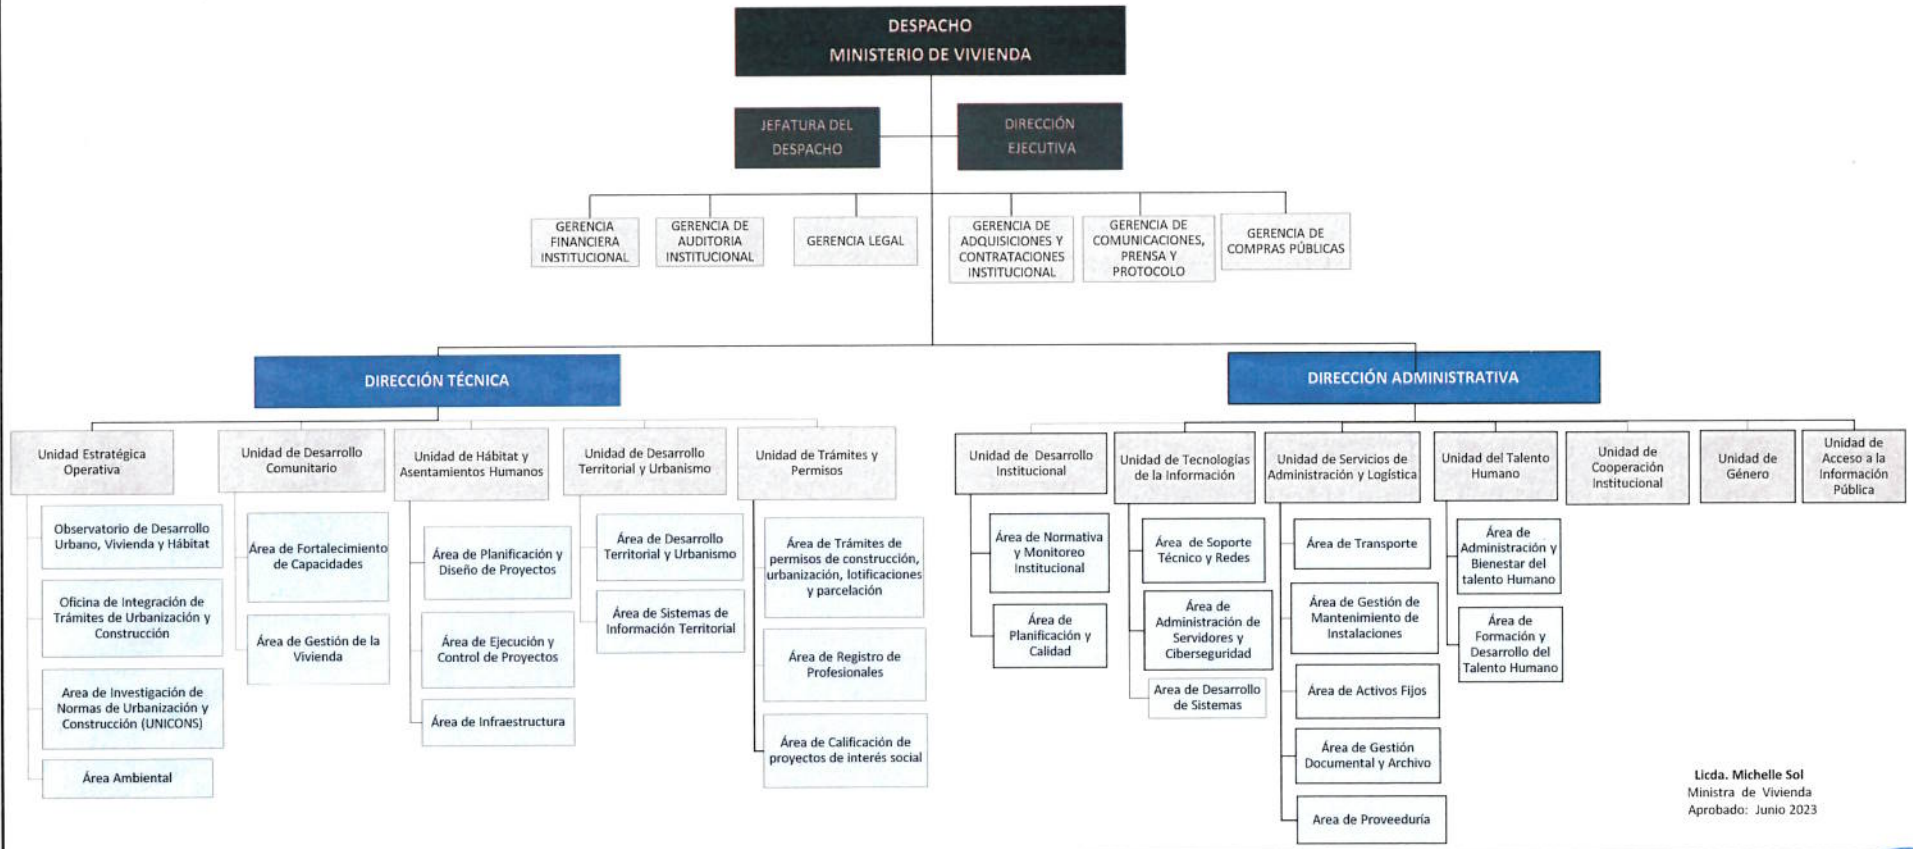 DESPACHO
MINISTERIO DE VIVIENDA
JEFATURA DEL
DESPACHO
DIRECCIÓN
EJECUTIVA
GERENCIA
FINANCIERA
INSTITUCIONAL
GERENCIA DE
AUDITORIA
INSTITUCIONAL
GERENCIA LEGAL
GERENCIA DE
ADQUISICIONES Y
CONTRATACIONES
INSTITUCIONAL
GERENCIA DE
COMUNICACIONES,
PRENSA Y
PROTOCOLO
GERENCIA DE
COMPRAS PÚBLICAS
DIRECCIÓN TÉCNICA
Unidad Estratégica
Operativa
Observatorio de Desarrollo
Urbano, Vivienda y Hábitat
Oficina de Integración de
Trámites de Urbanización y
Construcción
Area de Investigación de
Normas de Urbanización y
Construcción (UNICONS)
Área Ambiental
Unidad de Desarrollo
Comunitario
Área de Fortalecimiento
de Capacidades
Área de Gestión de la
Vivienda
Unidad de Hábitat y
Asentamientos Humanos
Área de Planificación y
Diseño de Proyectos
Área de Ejecución y
Control de Proyectos
Área de Infraestructura
Unidad de Desarrollo
Territorial y Urbanismo
Área de Desarrollo
Territorial y Urbanismo
Área de Sistemas de
Información Territorial
Unidad de Trámites y
Permisos
Área de Trámites de
permisos de construcción,
urbanización, lotificaciones
y parcelación
Área de Registro de
Profesionales
Área de Calificación de
proyectos de interés social
DIRECCIÓN ADMINISTRATIVA
Unidad de Desarrollo
Institucional
Área de Normativa
y Monitoreo
Institucional
Área de
Planificación y
Calidad
Unidad de Tecnologías
de la Información
Área de Soporte
Técnico y Redes
Área de
Administración de
Servidores y
Ciberseguridad
Area de Desarrollo
de Sistemas
Unidad de Servicios de
Administración y Logística
Área de Transporte
Área de Gestión de
Mantenimiento de
Instalaciones
Área de Activos Fijos
Área de Gestión
Documental y Archivo
Area de Proveeduría
Unidad del Talento
Humano
Área de
Administración y
Bienestar del
talento Humano
Área de
Formación y
Desarrollo del
Talento Humano
Unidad de
Cooperación
Institucional
Unidad de
Género
Unidad de
Acceso a la
Información
Pública
Licda. Michelle Sol
Ministra de Vivienda
Aprobado: Junio 2023